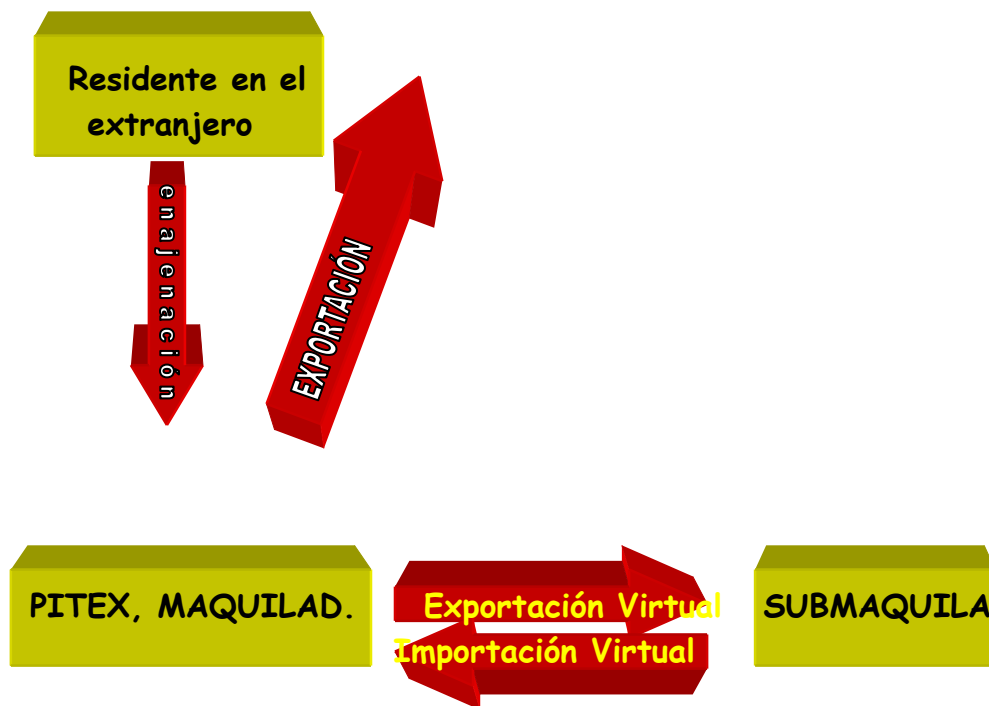 Residente en el
extranjero
enajenación
EXPORTACIÓN
PITEX, MAQUILAD.
Exportación Virtual
Importación Virtual
SUBMAQUILA